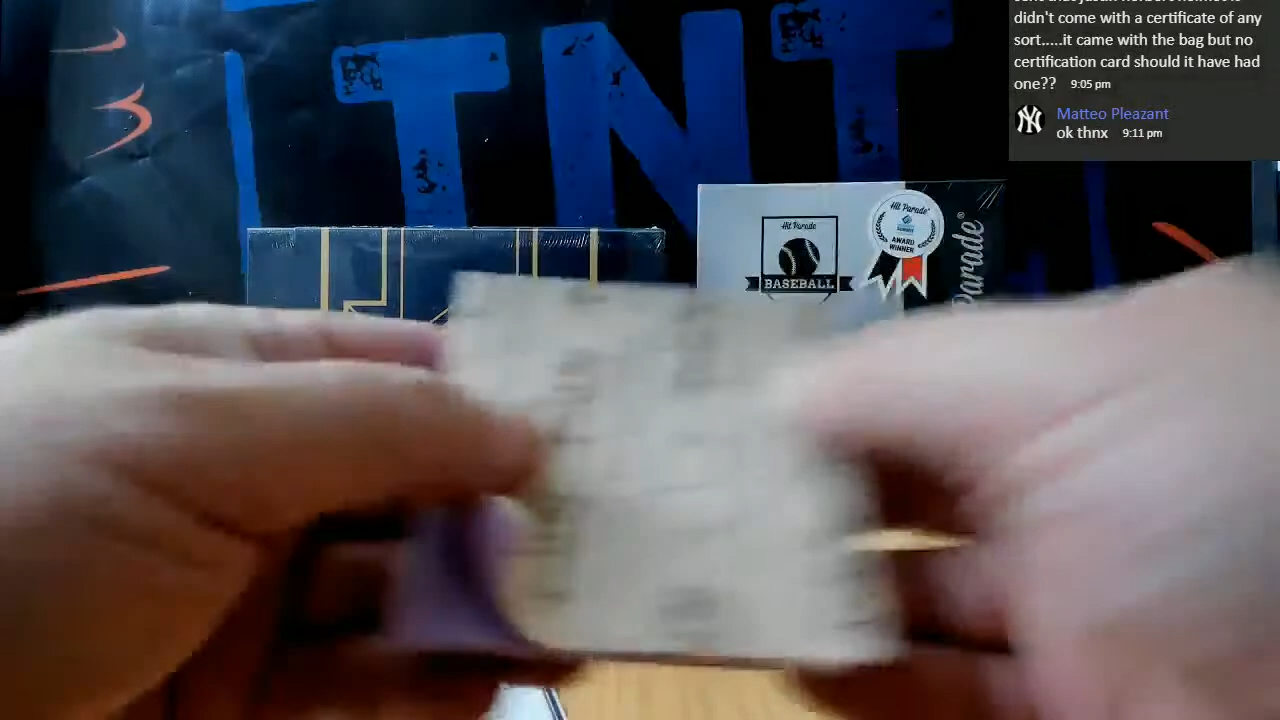 didn't come with a certificate of any
sort.....it came with the bag but no
certification card should it have had
one?? 9:05 pm
Matteo Pleazant
ok thnx 9:11 pm
TNT
Hit Parade
BASEBALL
Hit Parade
AWARD
WINNER
Parade®